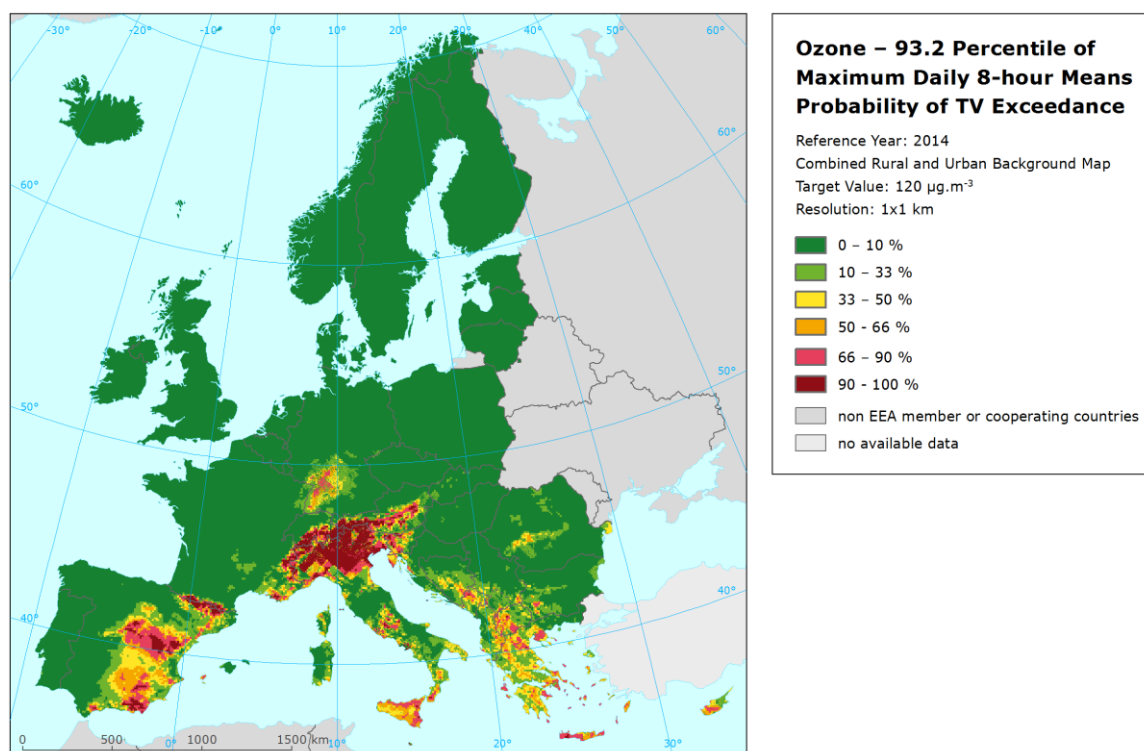 -30°
-20°
-10°
0°
10°
20°
30°
40°
50°
60°
60°
60°
50°
50°
50°
40°
40°
0
500
0°
1000
10°
1500 km
20°
30°
Ozone – 93.2 Percentile of
Maximum Daily 8-hour Means
Probability of TV Exceedance
Reference Year: 2014
Combined Rural and Urban Background Map
Target Value: 120 µg.m-3
Resolution: 1x1 km
0 – 10 %
10 – 33 %
33 – 50 %
50 - 66 %
66 – 90 %
90 - 100 %
non EEA member or cooperating countries
no available data